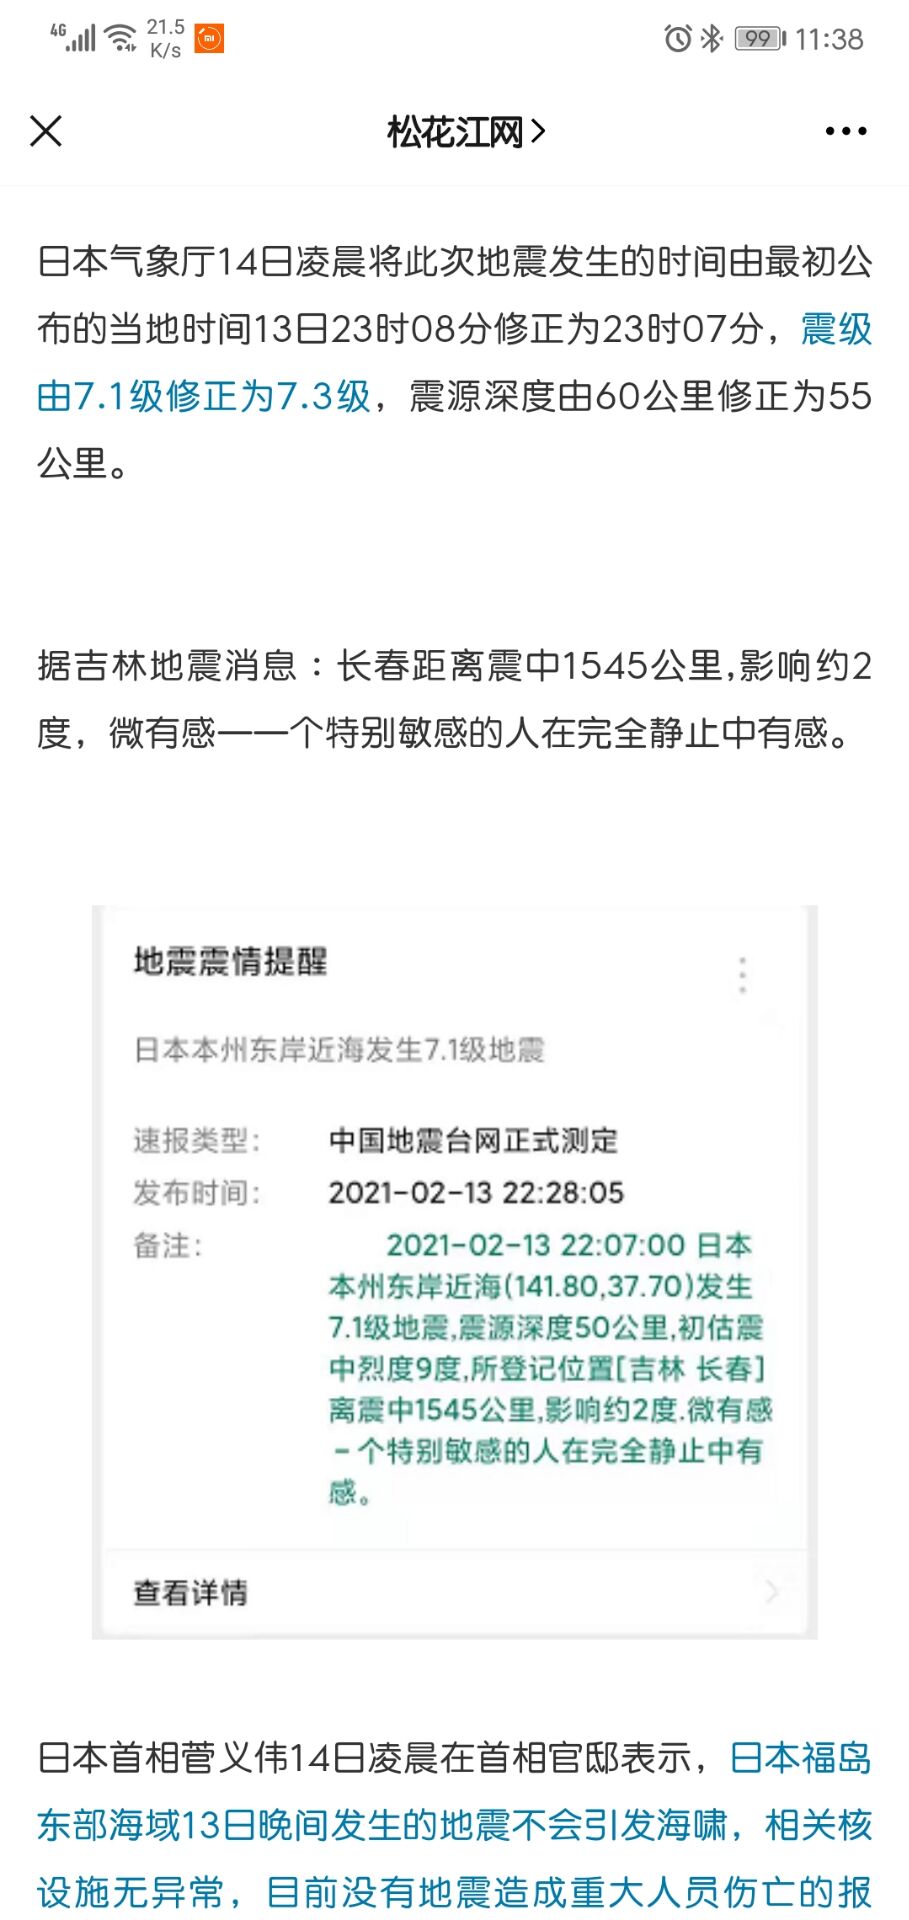 4G 21.5 K/s 99 11:38
松花江网
日本气象厅14日凌晨将此次地震发生的时间由最初公
布的当地时间13日23时08分修正为23时07分，震级
由7.1级修正为7.3级，震源深度由60公里修正为55
公里。
据吉林地震消息：长春距离震中1545公里,影响约2
度，微有感——个特别敏感的人在完全静止中有感。
地震震情提醒
日本本州东岸近海发生7.1级地震
速报类型: 中国地震台网正式测定
发布时间: 2021-02-13 22:28:05
备注: 2021-02-13 22:07:00 日本
本州东岸近海(141.80,37.70)发生
7.1级地震,震源深度50公里,初估震
中烈度9度,所登记位置[吉林 长春]
离震中1545公里,影响约2度.微有感
- 个特别敏感的人在完全静止中有
感。
查看详情
日本首相菅义伟14日凌晨在首相官邸表示，日本福岛
东部海域13日晚间发生的地震不会引发海啸，相关核
设施无异常，目前没有地震造成重大人员伤亡的报